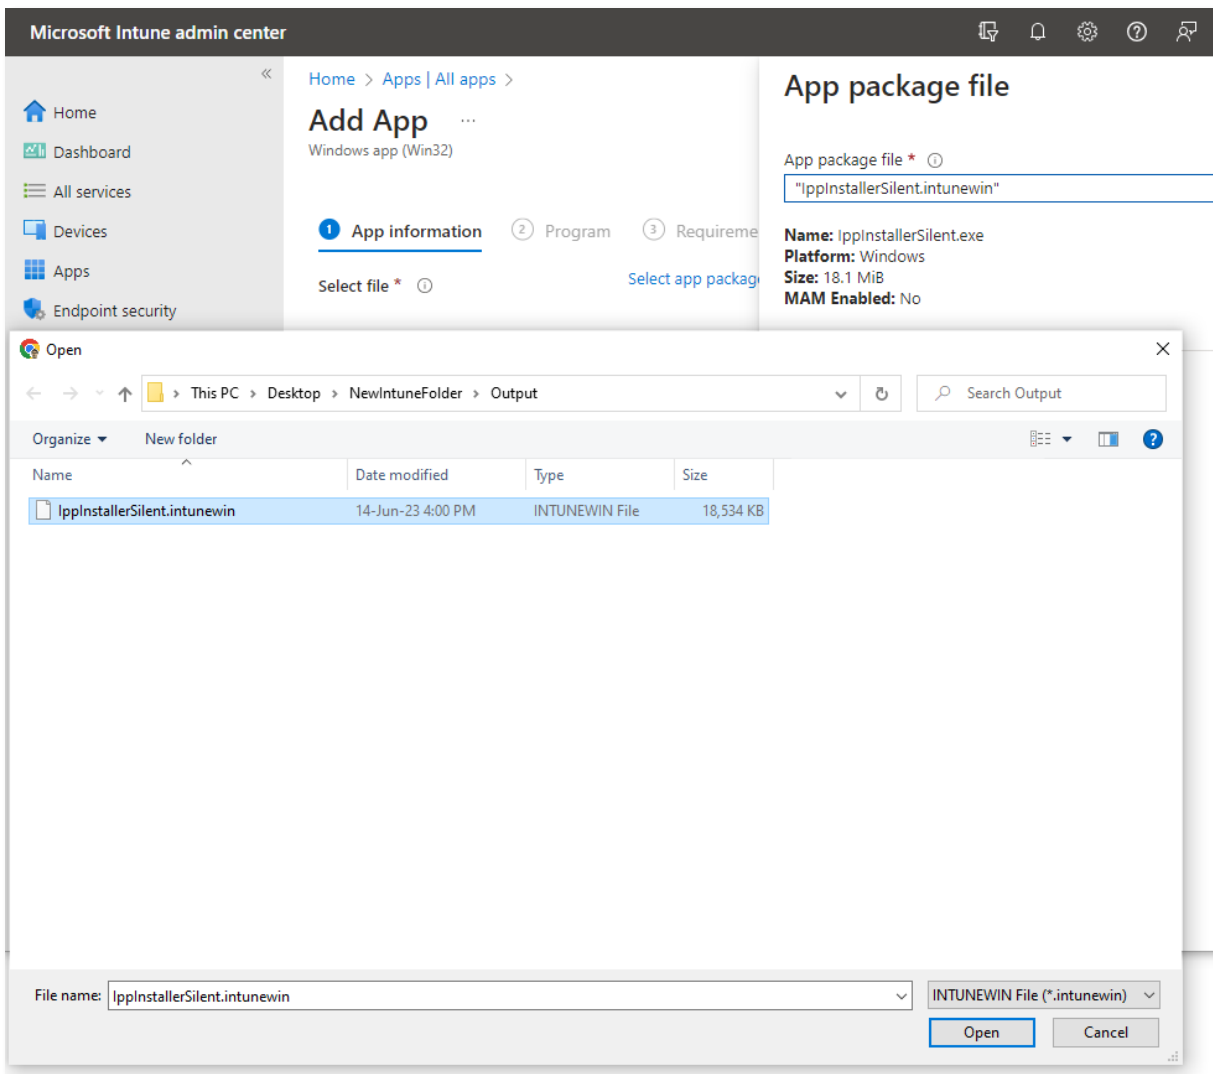 Microsoft Intune admin center
Home
Dashboard
All services
Devices
Apps
Endpoint security
Home > Apps | All apps >
Add App ...
Windows app (Win32)
1 App information 2 Program 3 Requireme
Select file * Select app packag
App package file
App package file *
"IppInstallerSilent.intunewin"
Name: IppInstallerSilent.exe
Platform: Windows
Size: 18.1 MiB
MAM Enabled: No
Open
This PC > Desktop > NewIntuneFolder > Output
Search Output
Organize New folder
Name Date modified Type Size
IppInstallerSilent.intunewin 14-Jun-23 4:00 PM INTUNEWIN File 18,534 KB
File name: IppInstallerSilent.intunewin INTUNEWIN File (*.intunewin)
Open Cancel